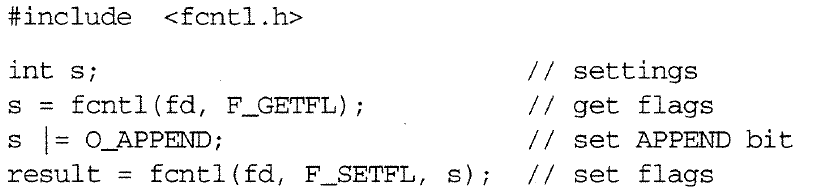 #include <fcntl.h>
int s; // settings
s = fcntl(fd, F_GETFL); // get flags
s |= O_APPEND; // set APPEND bit
result = fcntl(fd, F_SETFL, s); // set flags